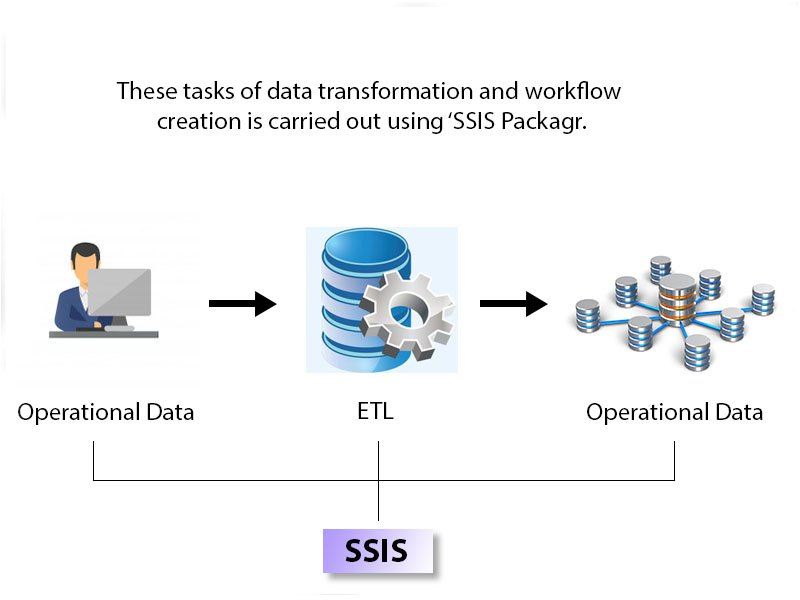 These tasks of data transformation and workflow
creation is carried out using ‘SSIS Packagr.
Operational Data
ETL
Operational Data
SSIS